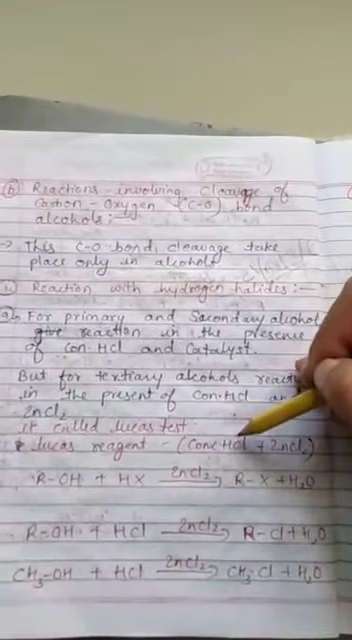 (b) Reactions involving Cleavage of
Carbon - Oxygen (C-O) bond
alcohols :-
→ This C-O bond, cleavage take
place only in alcohols
Reaction with hydrogen halides :-
(a) For primary and Secondary alcohol
give reaction in the presence
of Con. HCl and Catalyst.
But for tertiary alcohols react
in the present of Con. HCl an
ZnCl2
it called lucas test
* lucas reagent - (Conc HCl + ZnCl2)
R-OH + HX ZnCl2→ R-X + H2O
R-OH + HCl ZnCl2→ R-Cl + H2O
CH3-OH + HCl ZnCl2→ CH3-Cl + H2O